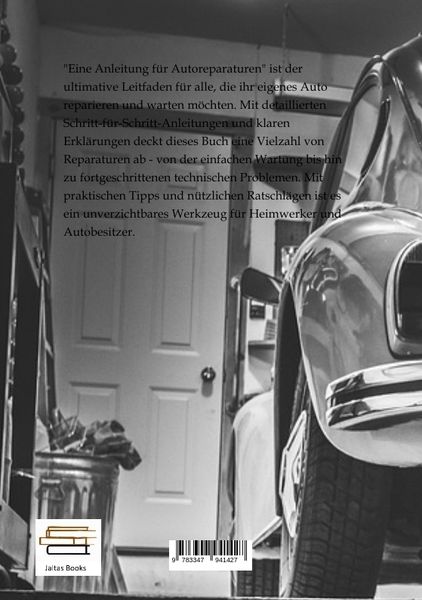 "Eine Anleitung für Autoreparaturen" ist der
ultimative Leitfaden für alle, die ihr eigenes Auto
reparieren und warten möchten. Mit detaillierten
Schritt-für-Schritt-Anleitungen und klaren
Erklärungen deckt dieses Buch eine Vielzahl von
Reparaturen ab - von der einfachen Wartung bis hin
zu fortgeschrittenen technischen Problemen. Mit
praktischen Tipps und nützlichen Ratschlägen ist es
ein unverzichtbares Werkzeug für Heimwerker und
Autobesitzer.
Jaltas Books
9 783347 941427